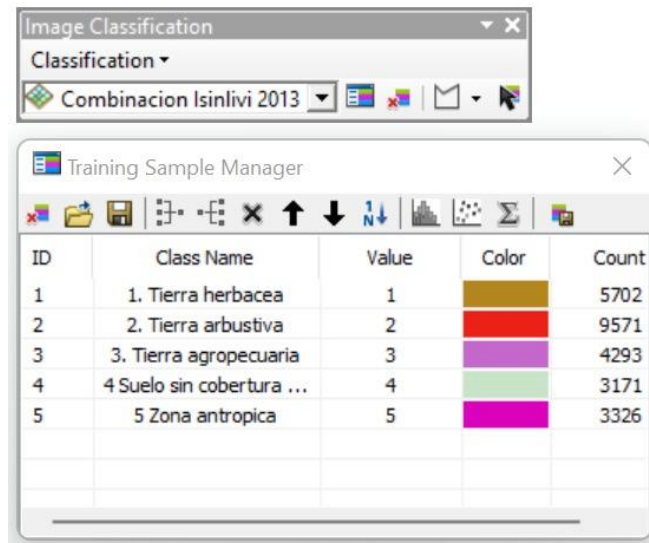 Image Classification
Classification
Combinacion Isinlivi 2013
Training Sample Manager
ID Class Name Value Color Count
1 1. Tierra herbacea 1 5702
2 2. Tierra arbustiva 2 9571
3 3. Tierra agropecuaria 3 4293
4 4 Suelo sin cobertura ... 4 3171
5 5 Zona antropica 5 3326